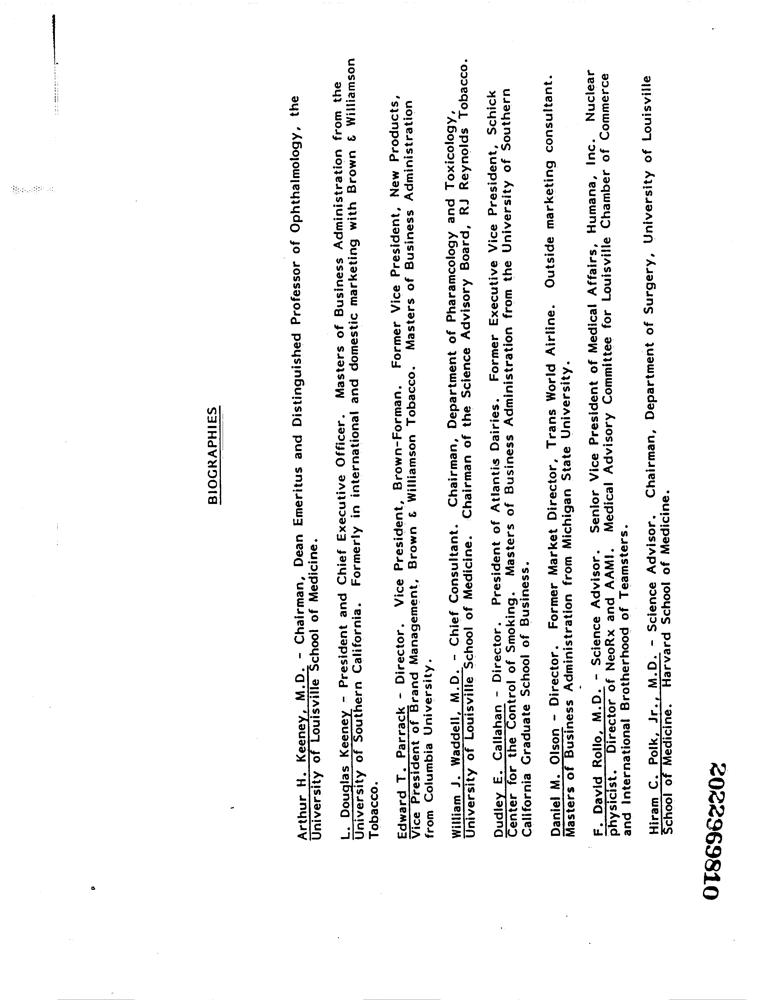 BIOGRAPHIES
Arthur H. Keeney, M.D. - Chairman, Dean Emeritus and Distinguished Professor of Ophthalmology, the
University of Louisville School of Medicine.
L. Douglas Keeney - President and Chief Executive Officer. Masters of Business Administration from the
University of Southern California. Formerly in international and domestic marketing with Brown & Williamson
Tobacco.
Edward T. Parrack - Director. Vice President, Brown-Forman. Former Vice President, New Products,
Vice President of Brand Management, Brown & Williamson Tobacco. Masters of Business Administration
from Columbia University.
William J. Waddell, M.D. - Chief Consultant. Chairman, Department of Pharamcology and Toxicology,
University of Louisville School of Medicine. Chairman of the Science Advisory Board, RJ Reynolds Tobacco.
Dudley E. Callahan - Director. President of Atlantis Dairies. Former Executive Vice President, Schick
Center for the Control of Smoking. Masters of Business Administration from the University of Southern
California Graduate School of Business.
Daniel M. Olson - Director. Former Market Director, Trans World Airline. Outside marketing consultant.
Masters of Business Administration from Michigan State University.
F. David Rollo, M.D. - Science Advisor. Senior Vice President of Medical Affairs, Humana, Inc. Nuclear
physicist. Director of NeoRx and AAMI. Medical Advisory Committee for Louisville Chamber of Commerce
and International Brotherhood of Teamsters.
Hiram C. Polk, Jr., M.D. - Science Advisor. Chairman, Department of Surgery, University of Louisville
School of Medicine. Harvard School of Medicine.
2022969810